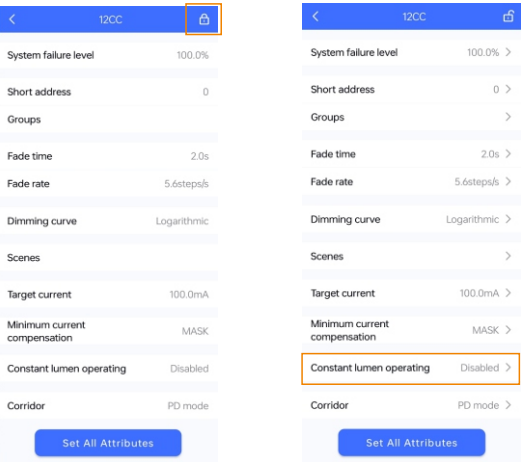 12CC
System failure level 100.0%
Short address 0
Groups
Fade time 2.0s
Fade rate 5.6steps/s
Dimming curve Logarithmic
Scenes
Target current 100.0mA
Minimum current
compensation MASK
Constant lumen operating Disabled
Corridor PD mode
Set All Attributes
12CC
System failure level 100.0%
Short address 0
Groups
Fade time 2.0s
Fade rate 5.6steps/s
Dimming curve Logarithmic
Scenes
Target current 100.0mA
Minimum current
compensation MASK
Constant lumen operating Disabled
Corridor PD mode
Set All Attributes